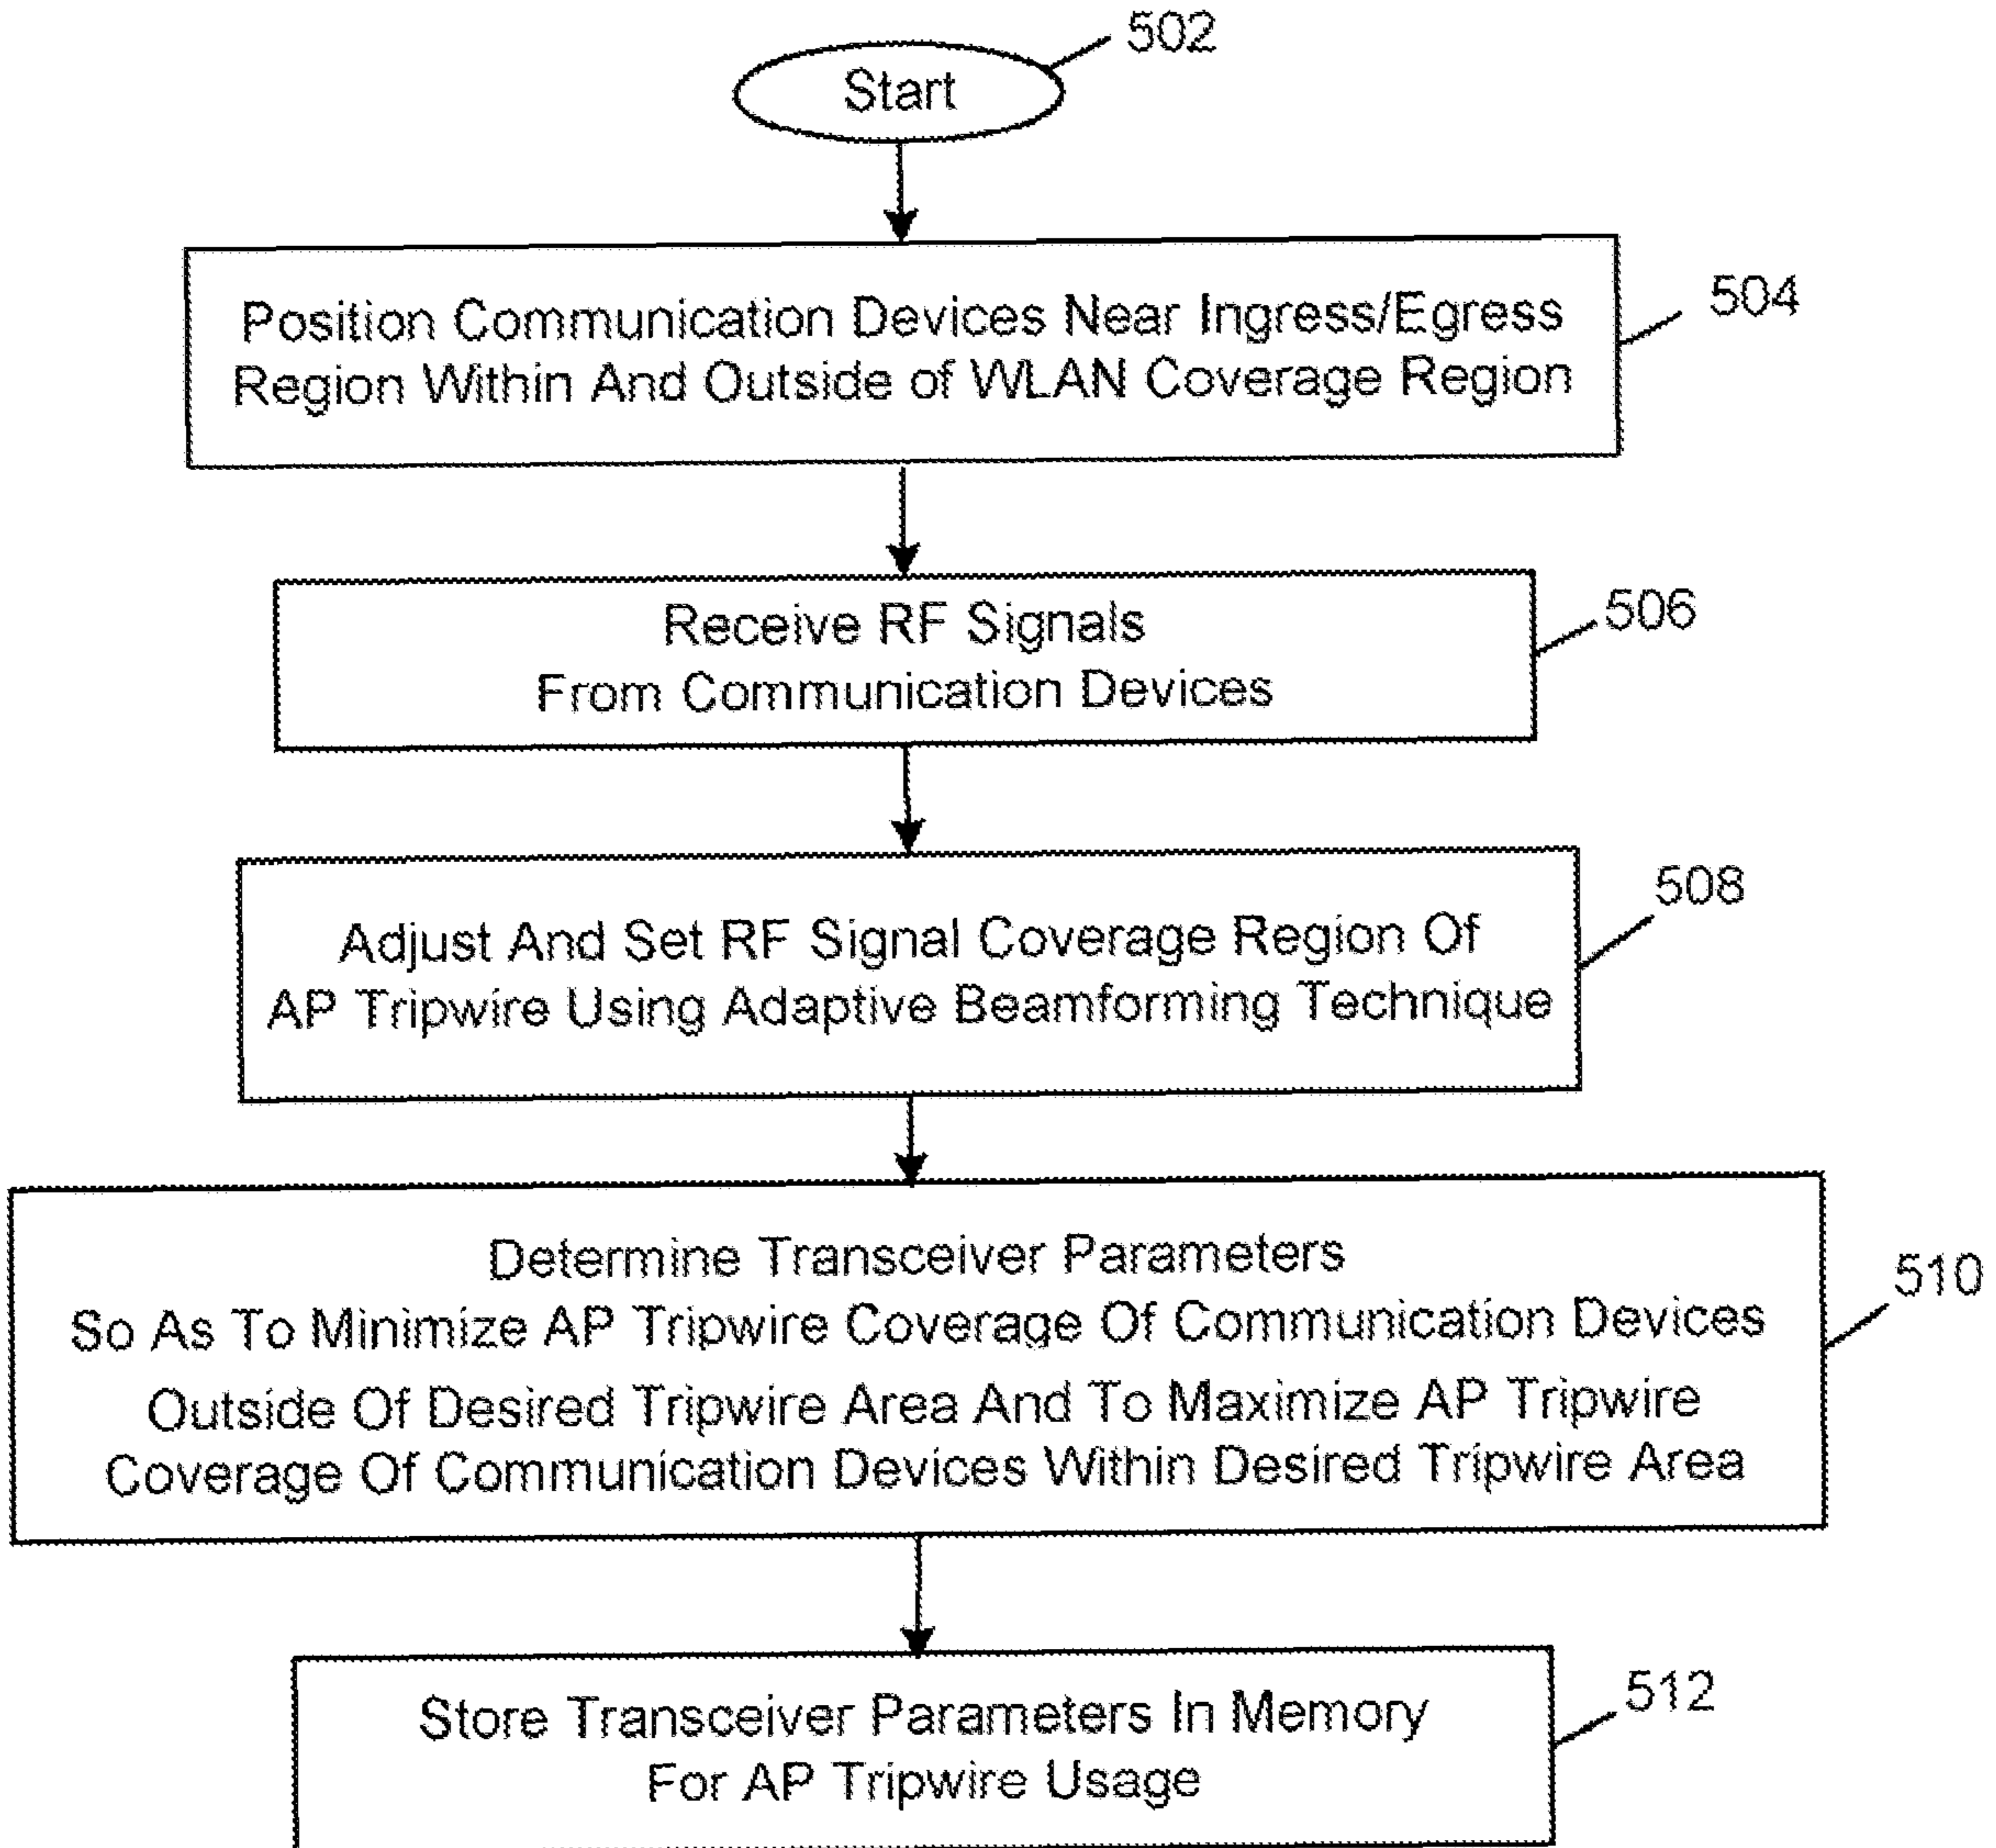 502
Start
504
Position Communication Devices Near Ingress/Egress
Region Within And Outside of WLAN Coverage Region
506
Receive RF Signals
From Communication Devices
508
Adjust And Set RF Signal Coverage Region Of
AP Tripwire Using Adaptive Beamforming Technique
510
Determine Transceiver Parameters
So As To Minimize AP Tripwire Coverage Of Communication Devices
Outside Of Desired Tripwire Area And To Maximize AP Tripwire
Coverage Of Communication Devices Within Desired Tripwire Area
512
Store Transceiver Parameters In Memory
For AP Tripwire Usage